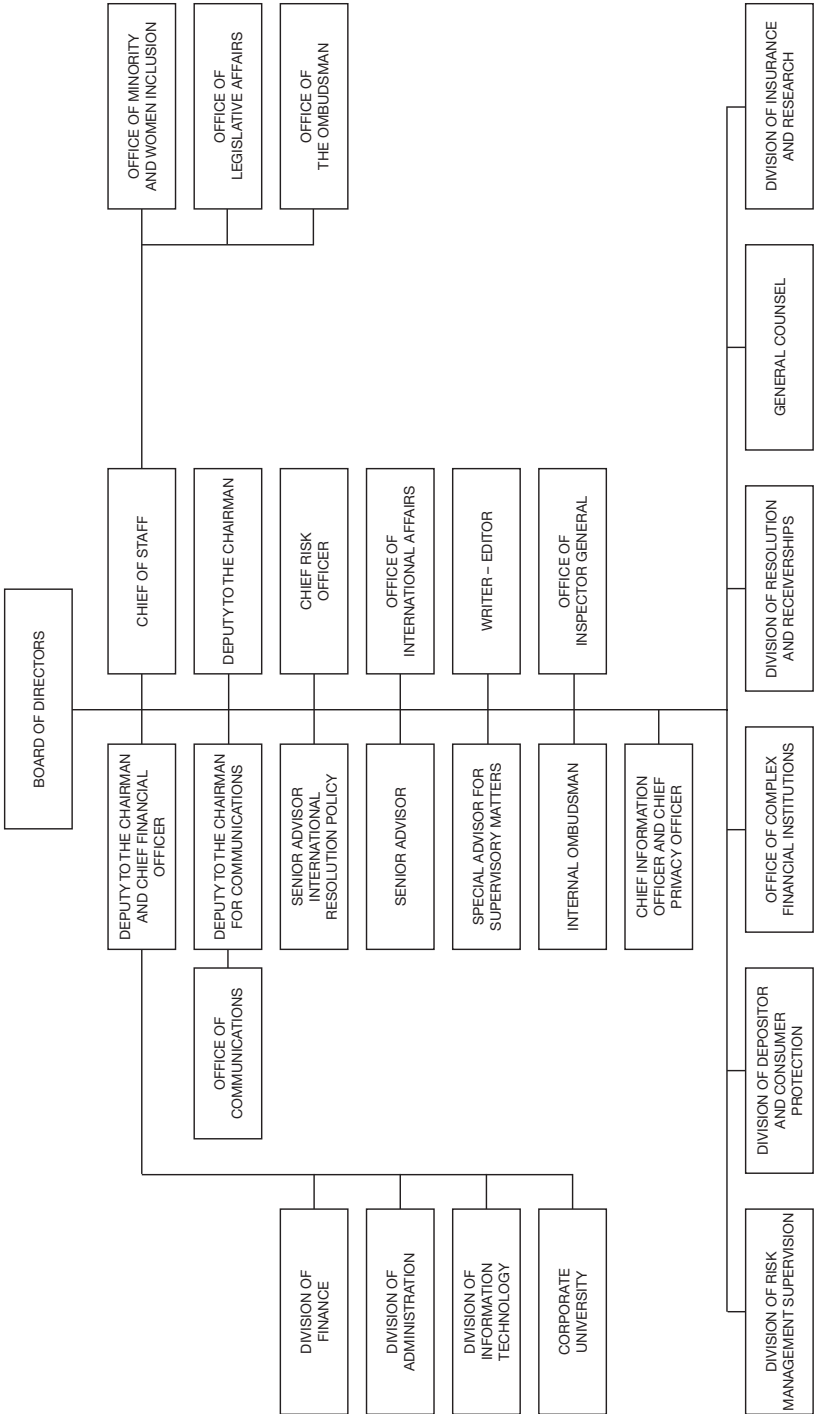 BOARD OF DIRECTORS
DEPUTY TO THE CHAIRMAN
AND CHIEF FINANCIAL
OFFICER
CHIEF OF STAFF
OFFICE OF MINORITY
AND WOMEN INCLUSION
OFFICE OF
COMMUNICATIONS
DEPUTY TO THE CHAIRMAN
FOR COMMUNICATIONS
DEPUTY TO THE CHAIRMAN
OFFICE OF
LEGISLATIVE AFFAIRS
DIVISION OF
FINANCE
SENIOR ADVISOR
INTERNATIONAL
RESOLUTION POLICY
CHIEF RISK
OFFICER
OFFICE OF
THE OMBUDSMAN
DIVISION OF
ADMINISTRATION
SENIOR ADVISOR
OFFICE OF
INTERNATIONAL AFFAIRS
DIVISION OF
INFORMATION
TECHNOLOGY
SPECIAL ADVISOR FOR
SUPERVISORY MATTERS
WRITER – EDITOR
CORPORATE
UNIVERSITY
INTERNAL OMBUDSMAN
OFFICE OF
INSPECTOR GENERAL
CHIEF INFORMATION
OFFICER AND CHIEF
PRIVACY OFFICER
DIVISION OF RISK
MANAGEMENT SUPERVISION
DIVISION OF DEPOSITOR
AND CONSUMER
PROTECTION
OFFICE OF COMPLEX
FINANCIAL INSTITUTIONS
DIVISION OF RESOLUTION
AND RECEIVERSHIPS
GENERAL COUNSEL
DIVISION OF INSURANCE
AND RESEARCH